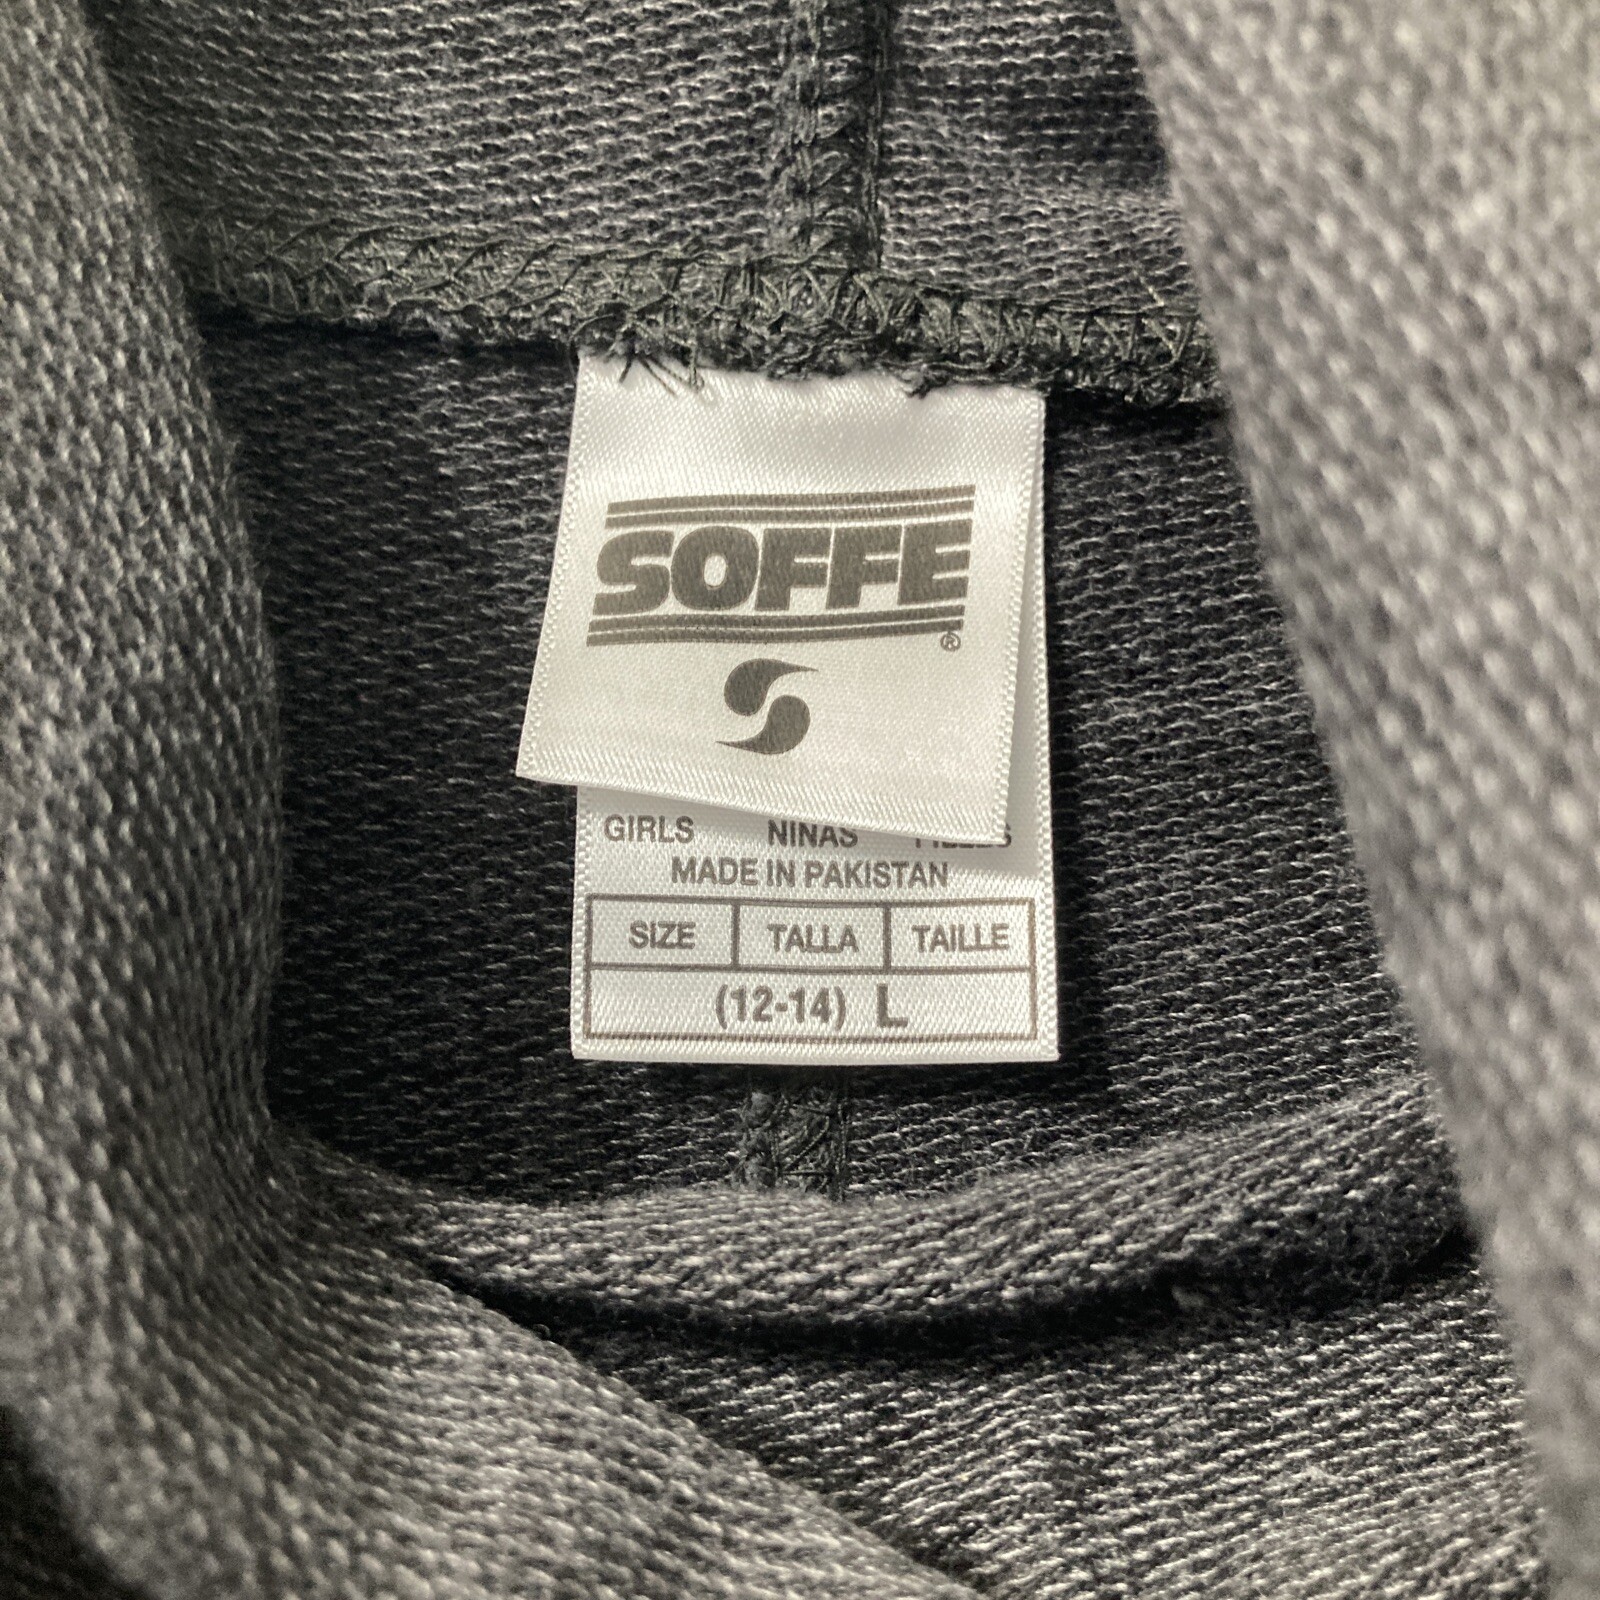 SOFFE
®
GIRLS NINAS
MADE IN PAKISTAN
SIZE TALLA TAILLE
(12-14) L